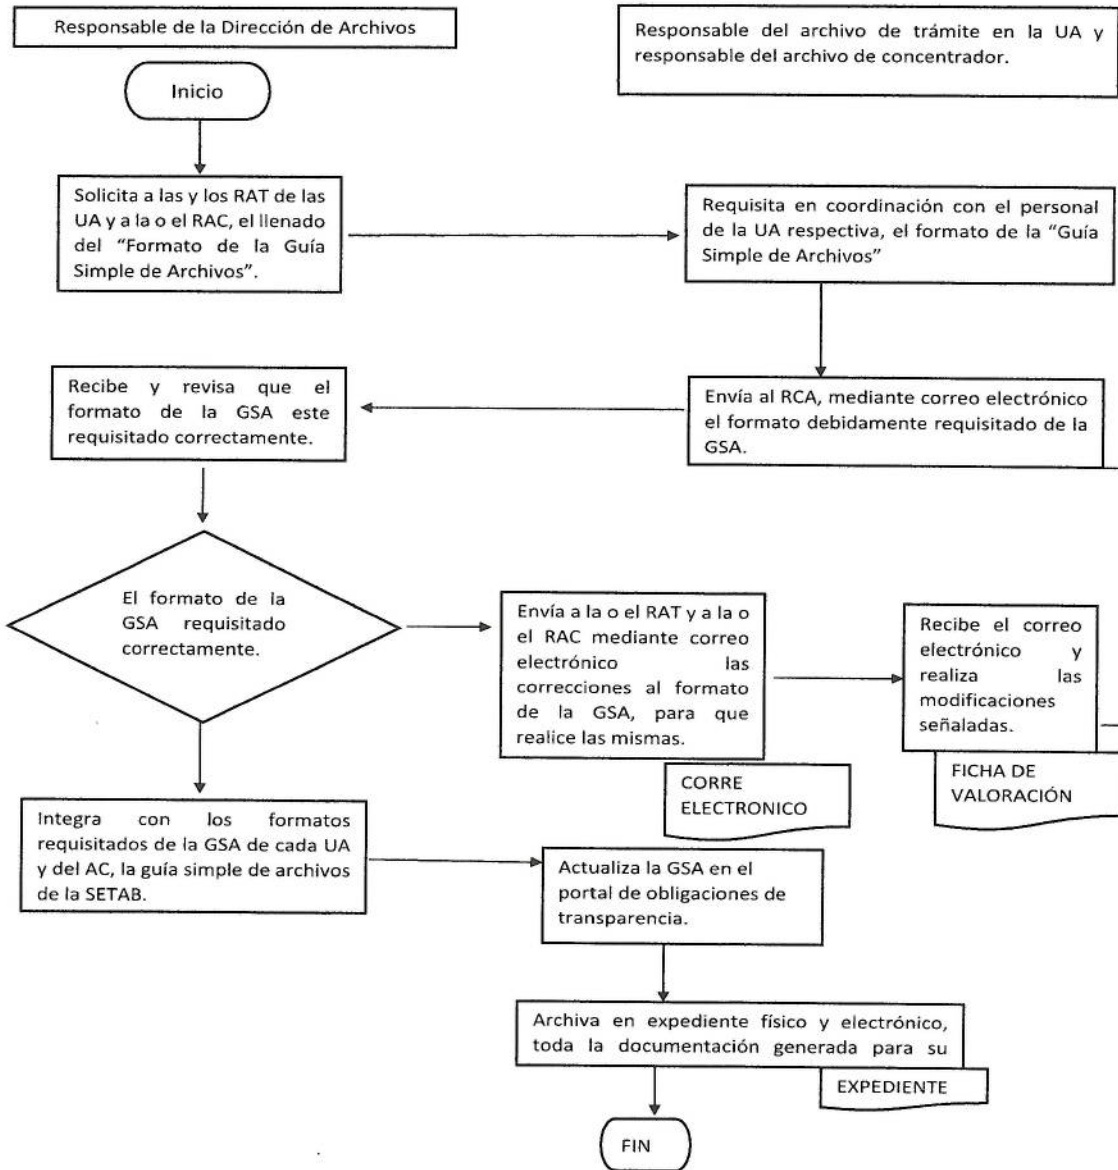 Responsable de la Dirección de Archivos
Responsable del archivo de trámite en la UA y
responsable del archivo de concentrador.
Inicio
Solicita a las y los RAT de las
UA y a la o el RAC, el llenado
del “Formato de la Guía
Simple de Archivos”.
Requisita en coordinación con el personal
de la UA respectiva, el formato de la “Guía
Simple de Archivos”
Recibe y revisa que el
formato de la GSA este
requisitado correctamente.
Envía al RCA, mediante correo electrónico
el formato debidamente requisitado de la
GSA.
El formato de la
GSA requisitado
correctamente.
Envía a la o el RAT y a la o
el RAC mediante correo
electrónico las
correcciones al formato
de la GSA, para que
realice las mismas.
Recibe el correo
electrónico y
realiza las
modificaciones
señaladas.
CORRE
ELECTRONICO
FICHA DE
VALORACIÓN
Integra con los formatos
requisitados de la GSA de cada UA
y del AC, la guía simple de archivos
de la SETAB.
Actualiza la GSA en el
portal de obligaciones de
transparencia.
Archiva en expediente físico y electrónico,
toda la documentación generada para su
EXPEDIENTE
FIN